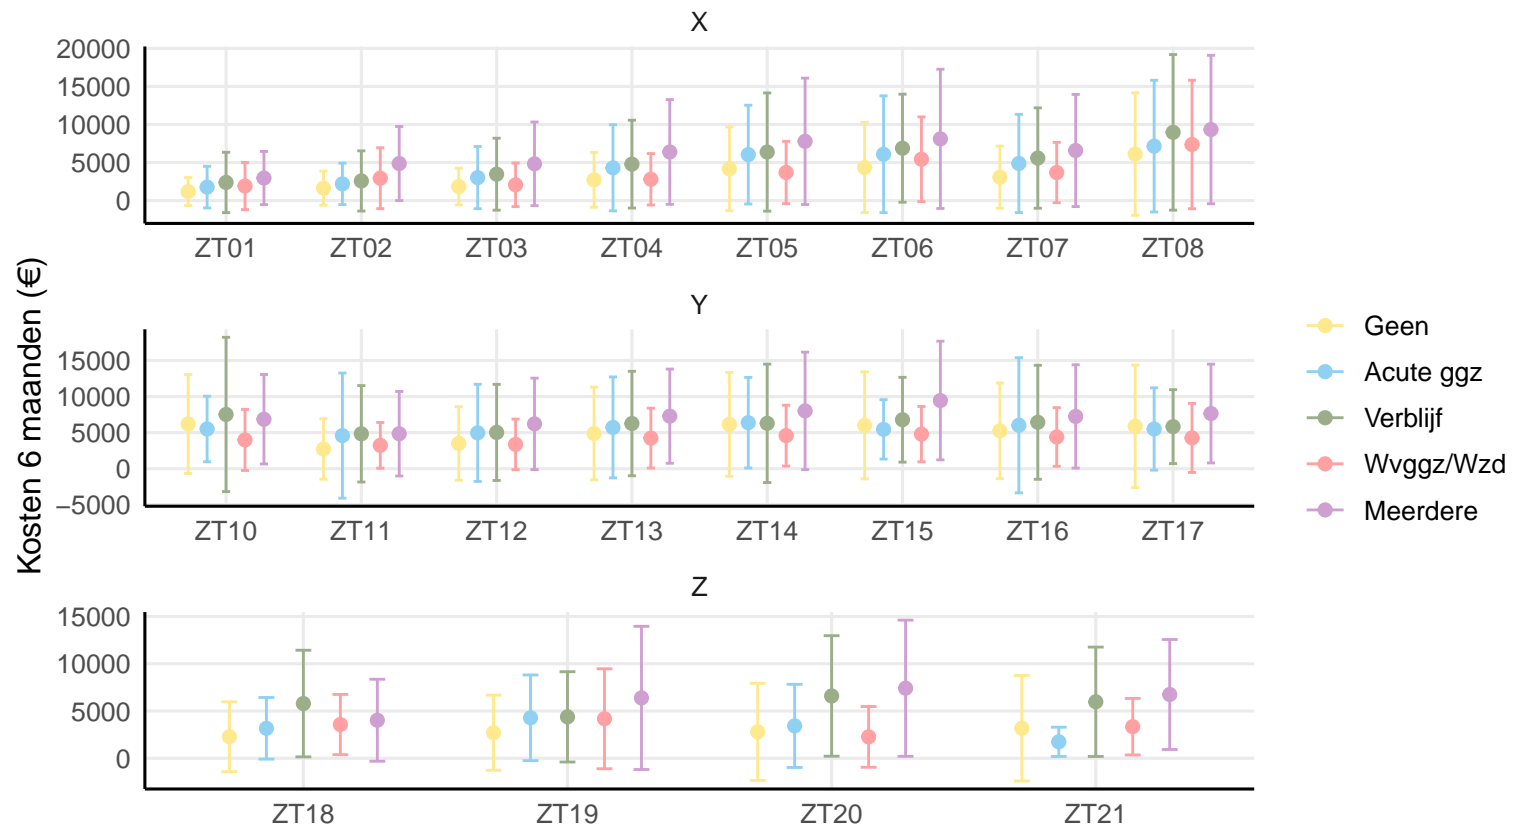 X
20000
15000
10000
5000
0
ZT01 ZT02 ZT03 ZT04 ZT05 ZT06 ZT07 ZT08
Kosten 6 maanden (€)
Y
15000
10000
5000
0
−5000
ZT10 ZT11 ZT12 ZT13 ZT14 ZT15 ZT16 ZT17
Z
15000
10000
5000
0
ZT18 ZT19 ZT20 ZT21
Geen
Acute ggz
Verblijf
Wvggz/Wzd
Meerdere